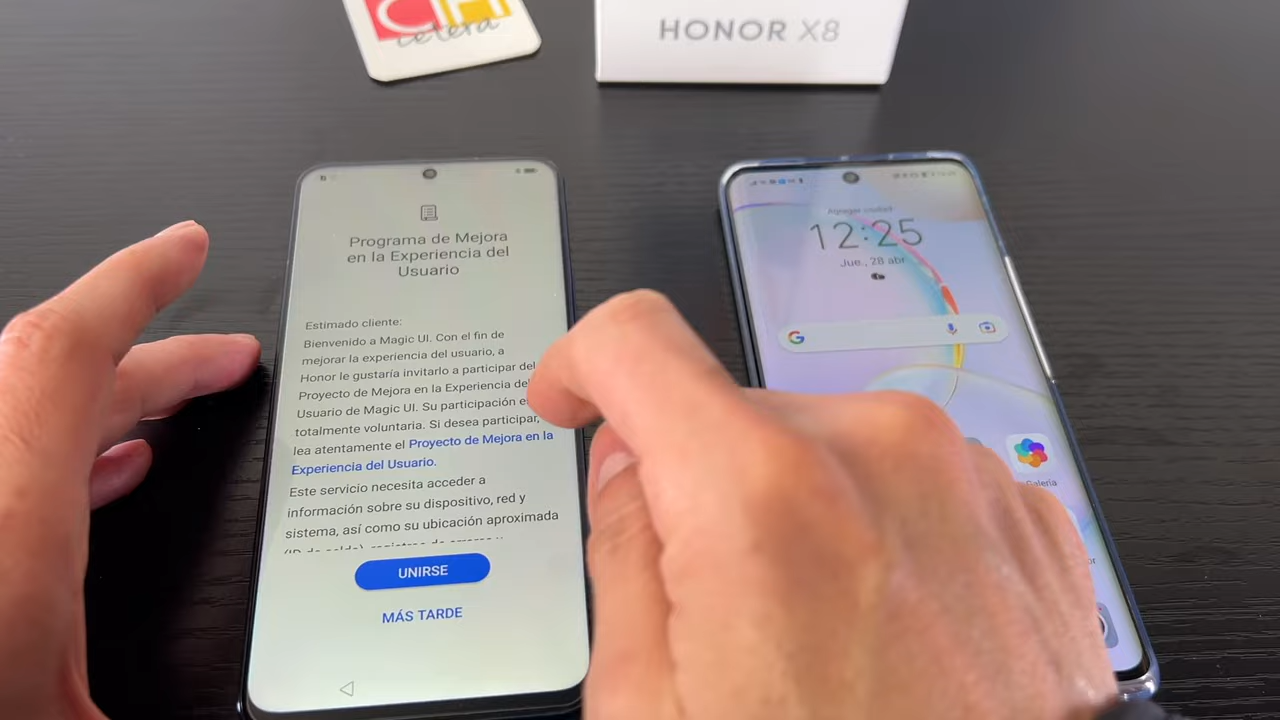 CH
cetera
HONOR X8
Programa de Mejora
en la Experiencia del
Usuario
Estimado cliente:
Bienvenido a Magic UI. Con el fin de
mejorar la experiencia del usuario, a
Honor le gustaría invitarlo a participar del
Proyecto de Mejora en la Experiencia del
Usuario de Magic UI. Su participación es
totalmente voluntaria. Si desea participar,
lea atentamente el Proyecto de Mejora en la
Experiencia del Usuario.
Este servicio necesita acceder a
información sobre su dispositivo, red y
sistema, así como su ubicación aproximada
UNIRSE
MÁS TARDE
Agregar ciudad
12:25
Jue., 28 abr
G
Galería